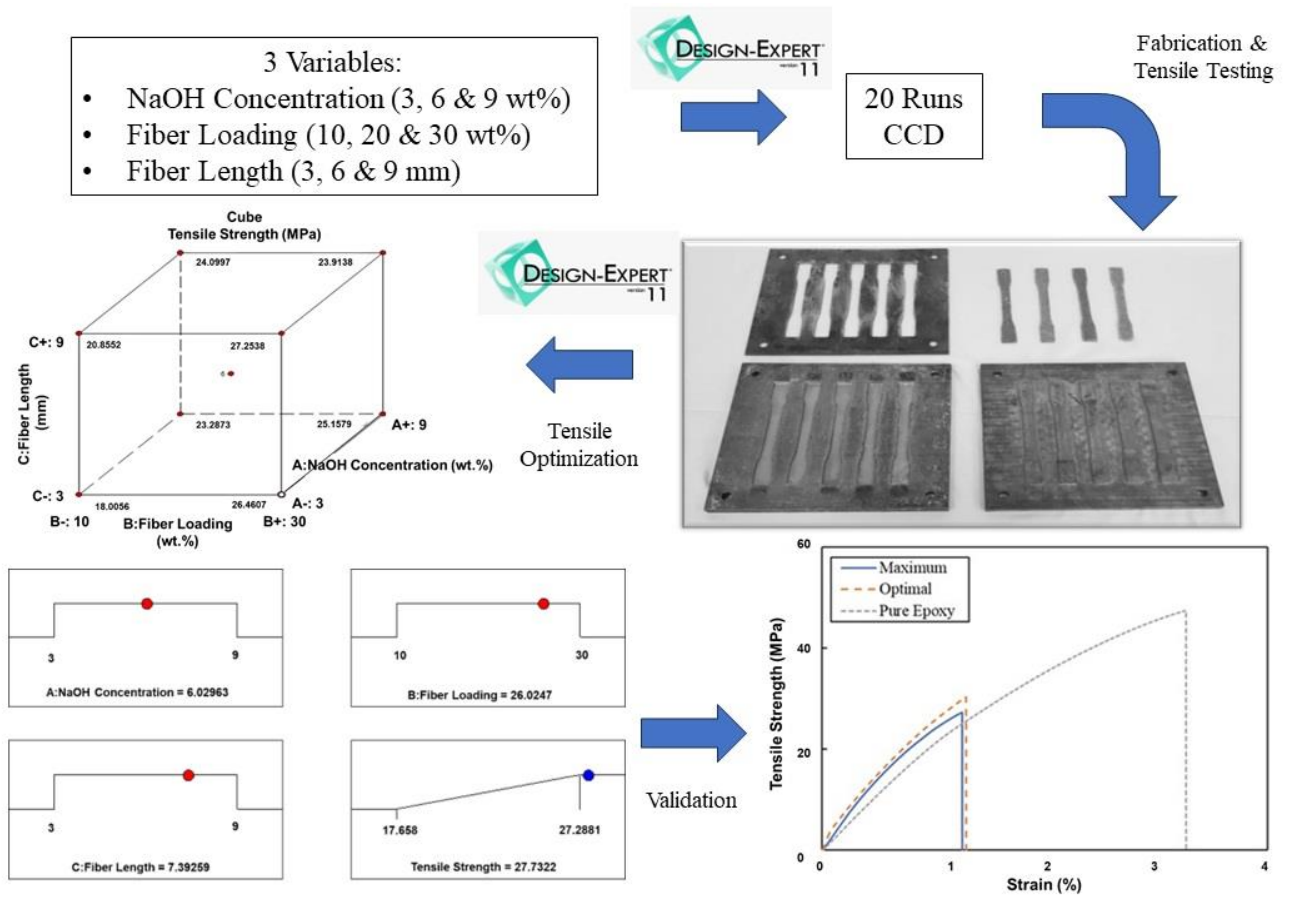 3 Variables:
• NaOH Concentration (3, 6 & 9 wt%)
• Fiber Loading (10, 20 & 30 wt%)
• Fiber Length (3, 6 & 9 mm)
DESIGN-EXPERT
version 11
20 Runs
CCD
Fabrication &
Tensile Testing
Cube
Tensile Strength (MPa)
24.0997
23.9138
C+: 9
20.8552
27.2538
6
C:Fiber Length
(mm)
23.2873
25.1579
A+: 9
A:NaOH Concentration (wt.%)
C-: 3
18.0056
26.4607
A-: 3
B-: 10
B:Fiber Loading
(wt.%)
B+: 30
DESIGN-EXPERT
version 11
Tensile
Optimization
3
9
A:NaOH Concentration = 6.02963
10
30
B:Fiber Loading = 26.0247
3
9
C:Fiber Length = 7.39259
17.658
27.2881
Tensile Strength = 27.7322
Validation
60
40
20
0
Tensile Strength (MPa)
Maximum
Optimal
Pure Epoxy
0
1
2
3
4
Strain (%)